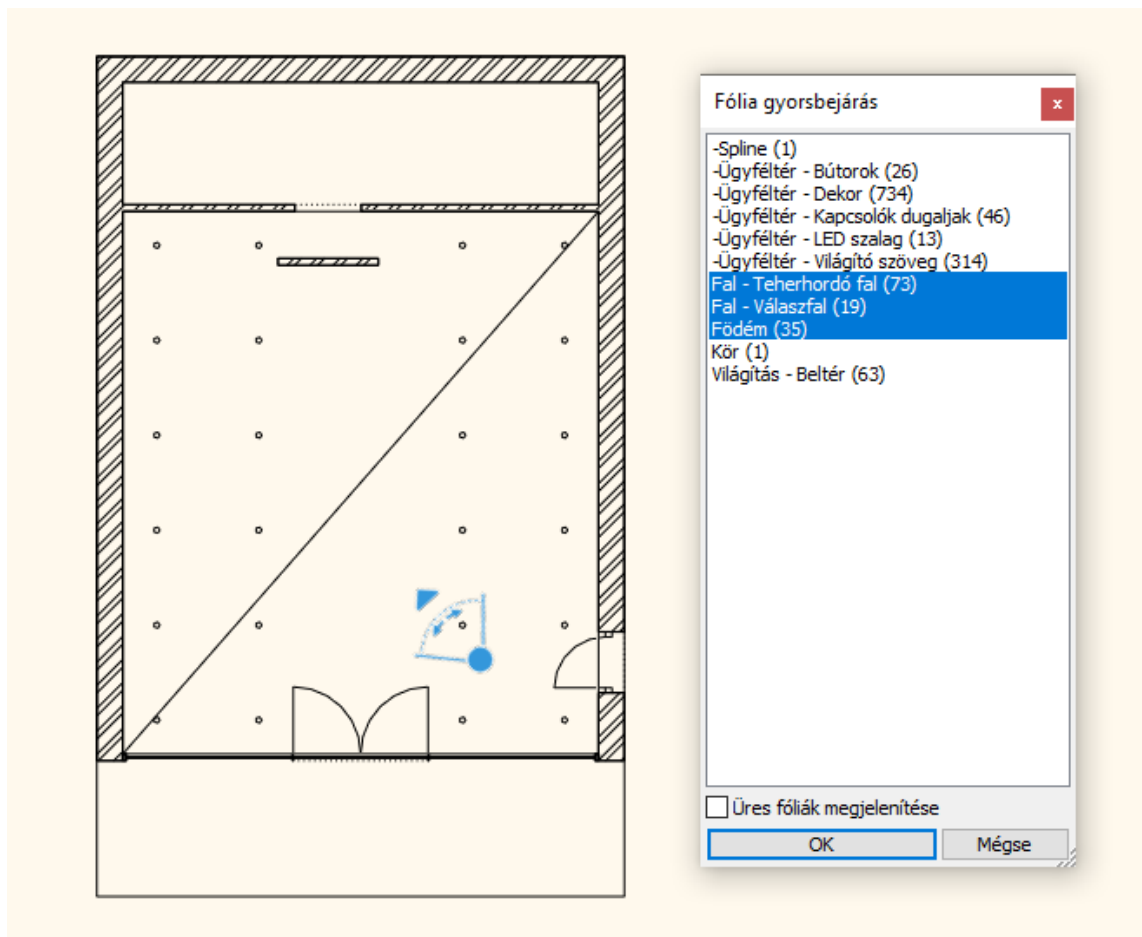 Fólia gyorsbejárás
x
-Spline (1)
-Ügyféltér - Bútorok (26)
-Ügyféltér - Dekor (734)
-Ügyféltér - Kapcsolók dugaljak (46)
-Ügyféltér - LED szalag (13)
-Ügyféltér - Világító szöveg (314)
Fal - Teherhordó fal (73)
Fal - Válaszfal (19)
Födém (35)
Kör (1)
Világítás - Beltér (63)
Üres fóliák megjelenítése
OK
Mégse